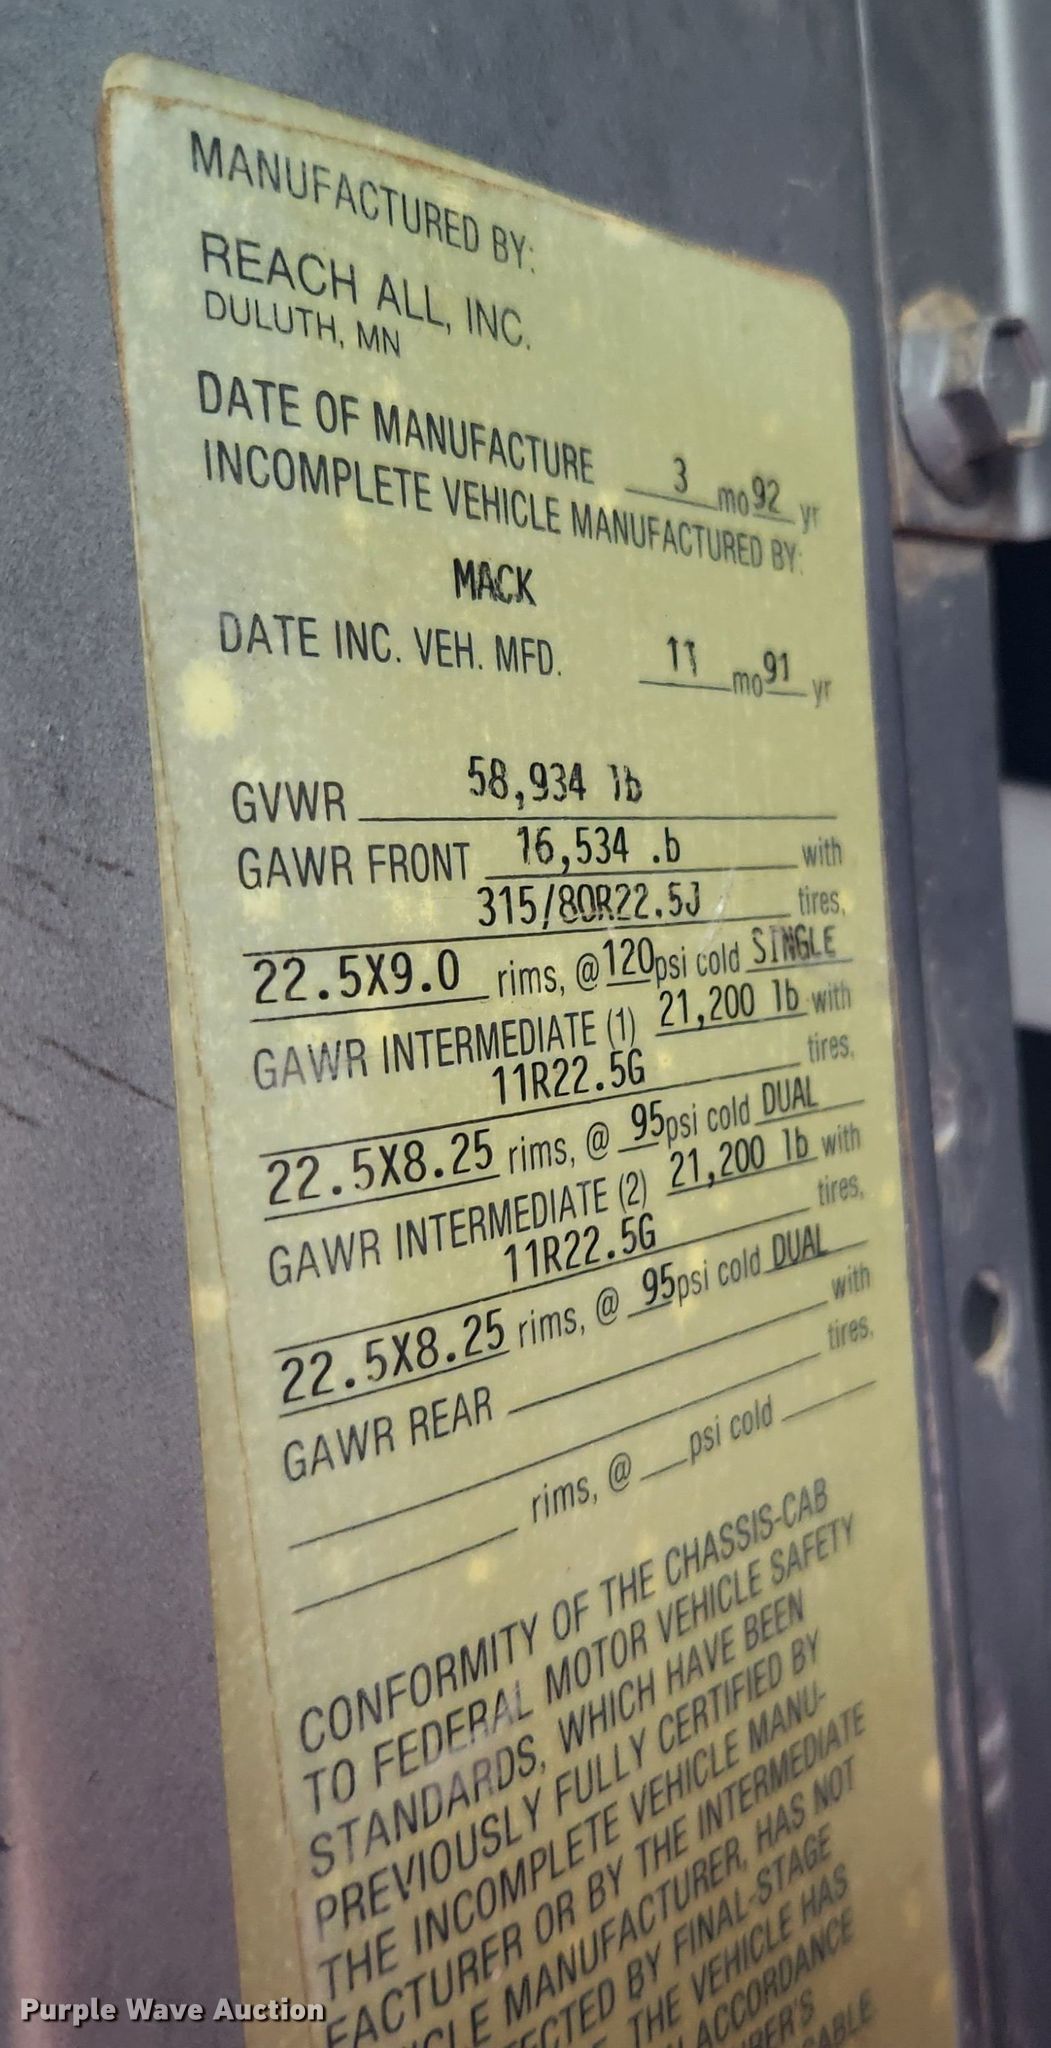 MANUFACTURED BY:
REACH ALL, INC.
DULUTH, MN
DATE OF MANUFACTURE 3 mo 92 yr
INCOMPLETE VEHICLE MANUFACTURED BY:
MACK
DATE INC. VEH. MFD. 11 mo 91 yr
GVWR 58,934 lb
GAWR FRONT 16,534 .b with
315/80R22.5J tires,
22.5X9.0 rims, @ 120 psi cold SINGLE
GAWR INTERMEDIATE (1) 21,200 lb with
11R22.5G tires,
22.5X8.25 rims, @ 95 psi cold DUAL
GAWR INTERMEDIATE (2) 21,200 lb with
11R22.5G tires,
22.5X8.25 rims, @ 95 psi cold DUAL
GAWR REAR with
tires,
rims, @ psi cold
CONFORMITY OF THE CHASSIS-CAB
TO FEDERAL MOTOR VEHICLE SAFETY
STANDARDS, WHICH HAVE BEEN
PREVIOUSLY FULLY CERTIFIED BY
THE INCOMPLETE VEHICLE MANU-
FACTURER OR BY THE INTERMEDIATE
MANUFACTURER, HAS NOT
BY FINAL-STAGE
THE VEHICLE HAS
ACCORDANCE
Purple Wave Auction